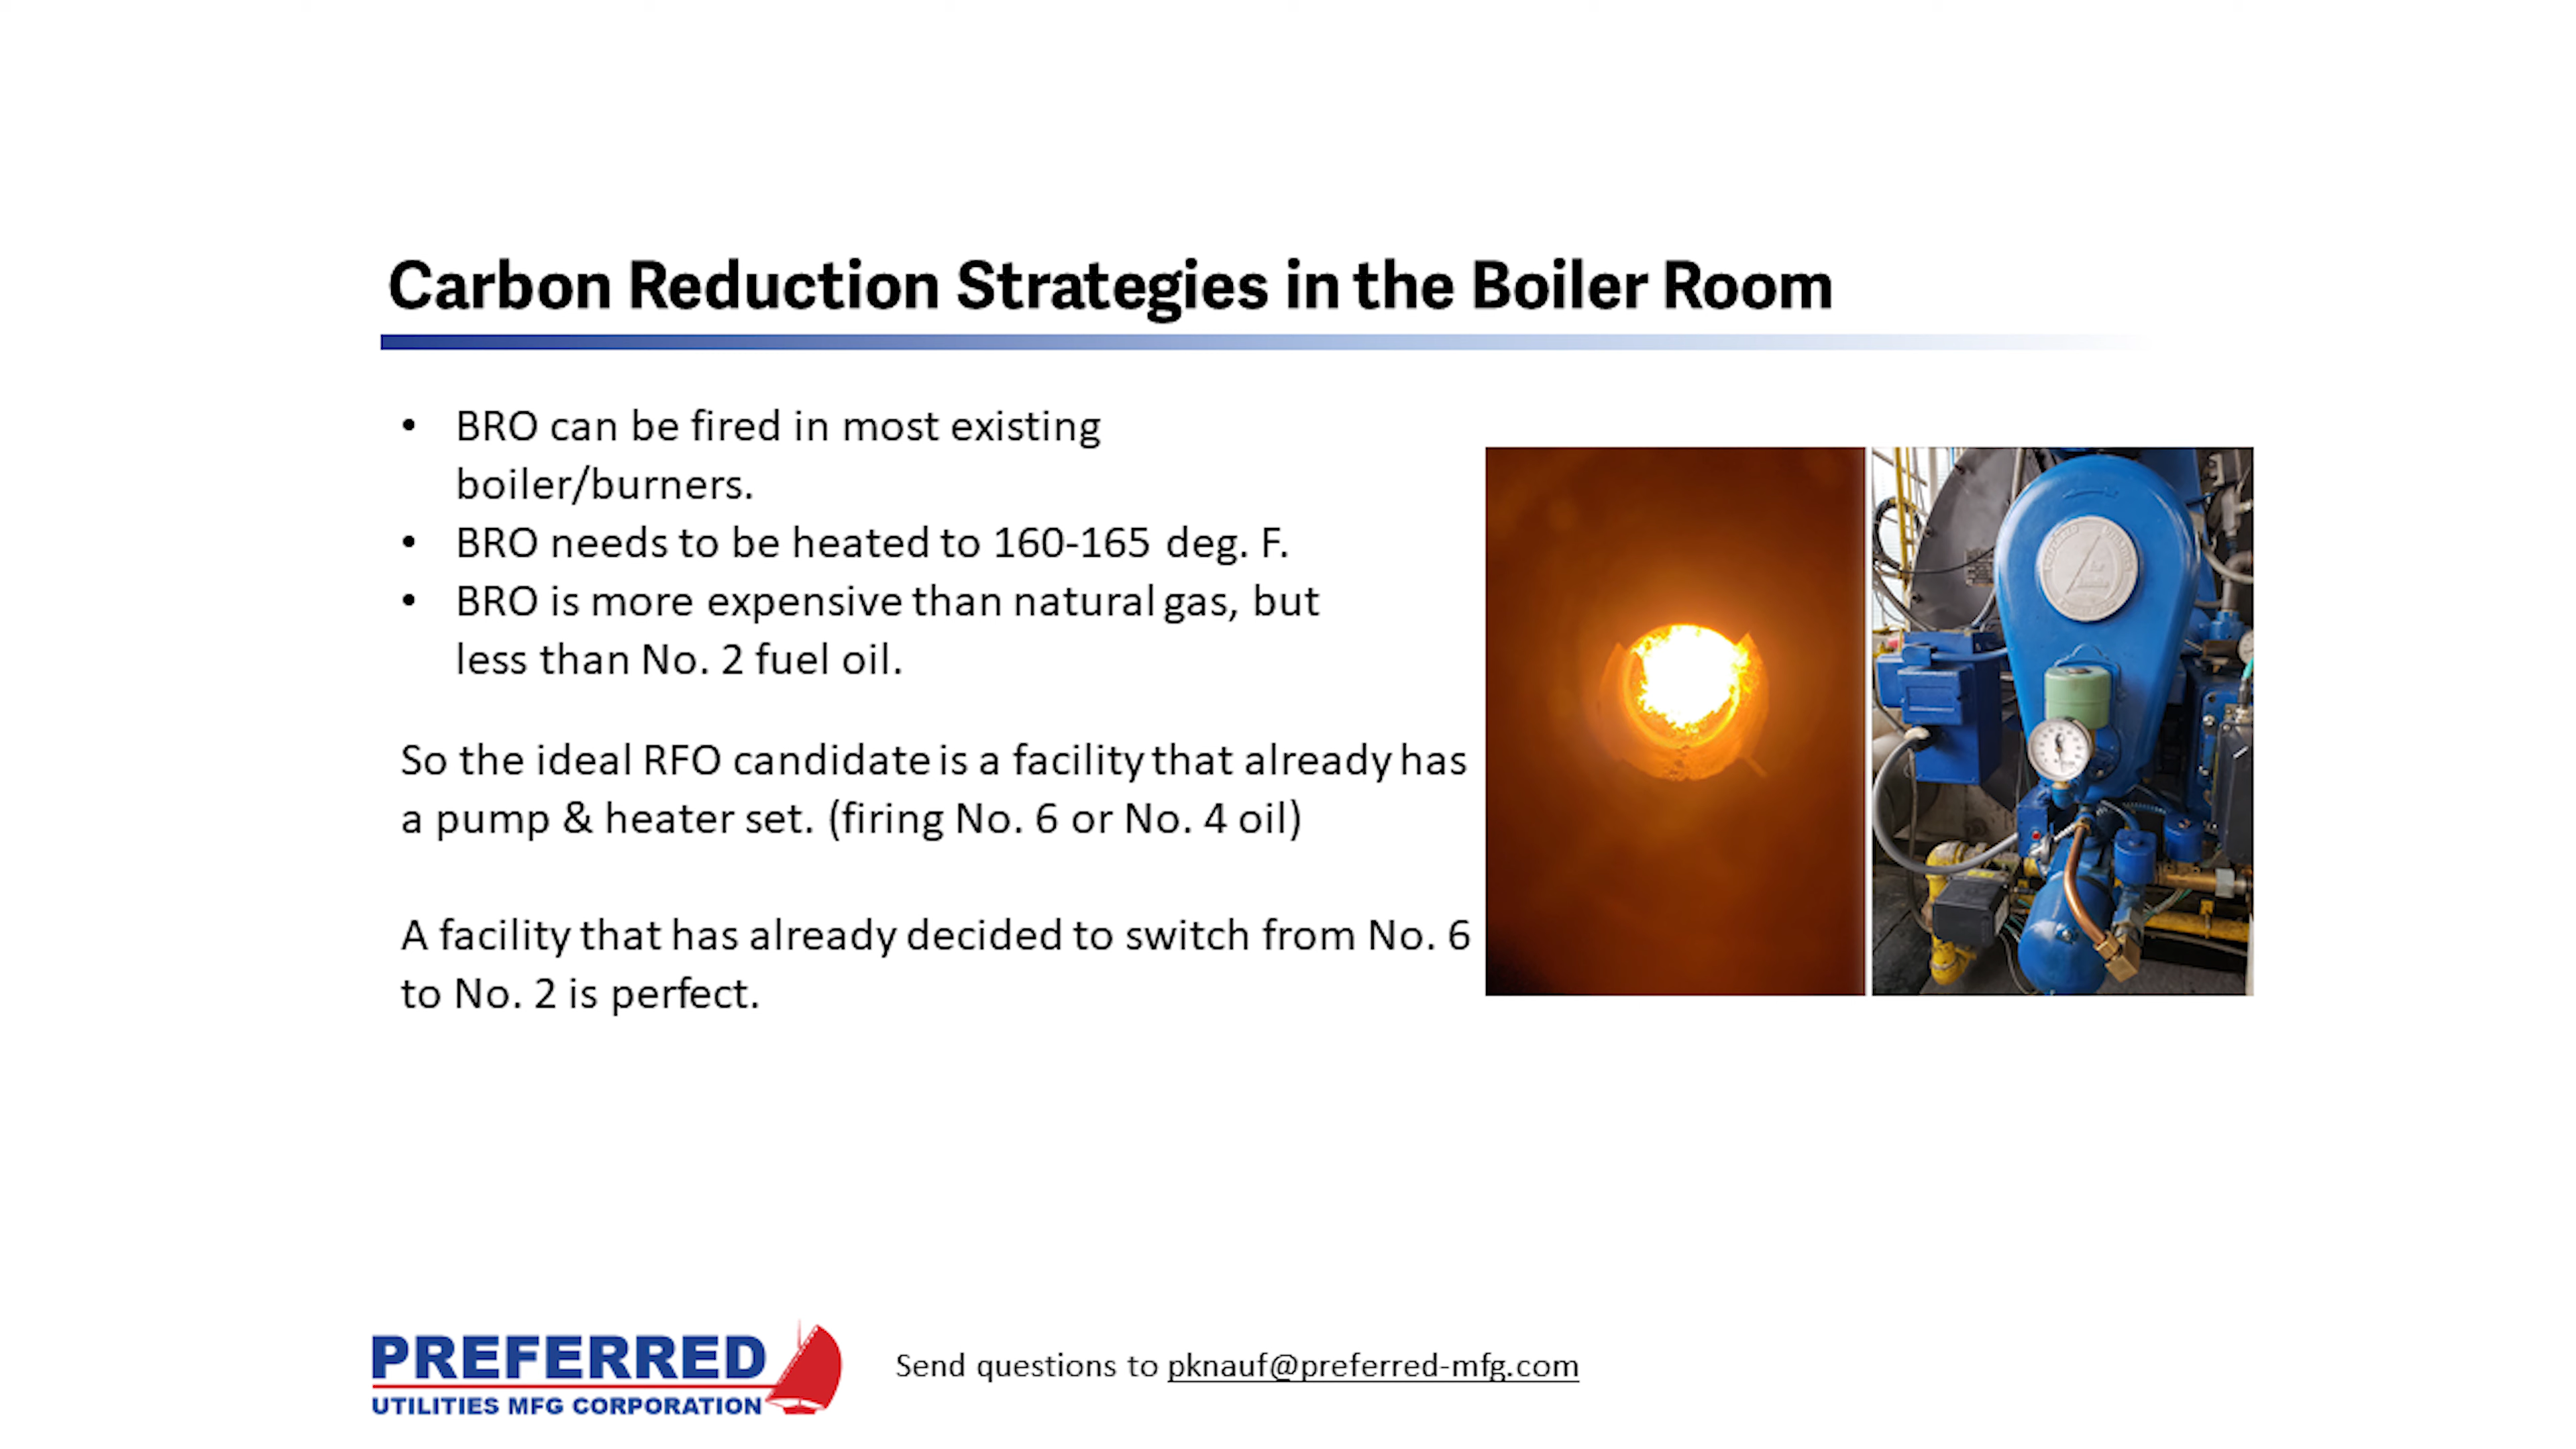 Carbon Reduction Strategies in the Boiler Room
• BRO can be fired in most existing
boiler/burners.
• BRO needs to be heated to 160-165 deg. F.
• BRO is more expensive than natural gas, but
less than No. 2 fuel oil.
So the ideal RFO candidate is a facility that already has
a pump & heater set. (firing No. 6 or No. 4 oil)
A facility that has already decided to switch from No. 6
to No. 2 is perfect.
PREFERRED
UTILITIES MFG CORPORATION
Send questions to pknauf@preferred-mfg.com